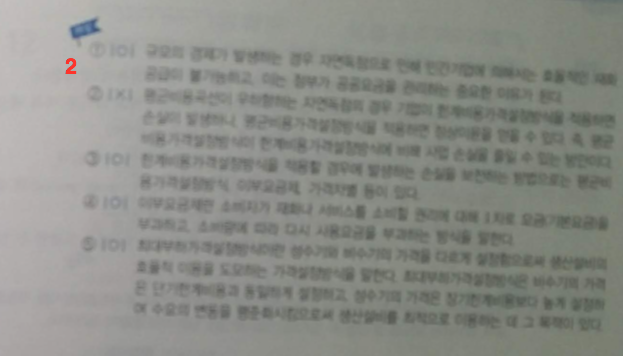 해설
2
① |O| 규모의 경제가 발생하는 경우 자연독점으로 인해 민간기업에 의해서는 효율적인 재화
공급이 불가능하고, 이는 정부가 공공요금을 관리하는 중요한 이유가 된다.
② |X| 평균비용곡선이 우하향하는 자연독점의 경우 기업이 한계비용가격설정방식을 적용하면
손실이 발생하나, 평균비용가격설정방식을 적용하면 정상이윤을 얻을 수 있다. 즉, 평균
비용가격설정방식이 한계비용가격설정방식에 비해 사업 손실을 줄일 수 있는 방안이다.
③ |O| 한계비용가격설정방식을 적용할 경우에 발생하는 손실을 보전하는 방법으로는 평균비
용가격설정방식, 이부요금제, 가격차별 등이 있다.
④ |O| 이부요금제란 소비자가 재화나 서비스를 소비할 권리에 대해 1차로 요금(기본요금)을
부과하고, 소비량에 따라 다시 사용요금을 부과하는 방식을 말한다.
⑤ |O| 최대부하가격설정방식이란 성수기와 비수기의 가격을 다르게 설정함으로써 생산설비의
효율적 이용을 도모하는 가격설정방식을 말한다. 최대부하가격설정방식은 비수기의 가격
은 단기한계비용과 동일하게 설정하고, 성수기의 가격은 장기한계비용보다 높게 설정하
여 수요의 변동을 평준화시킴으로써 생산설비를 최적으로 이용하는 데 그 목적이 있다.